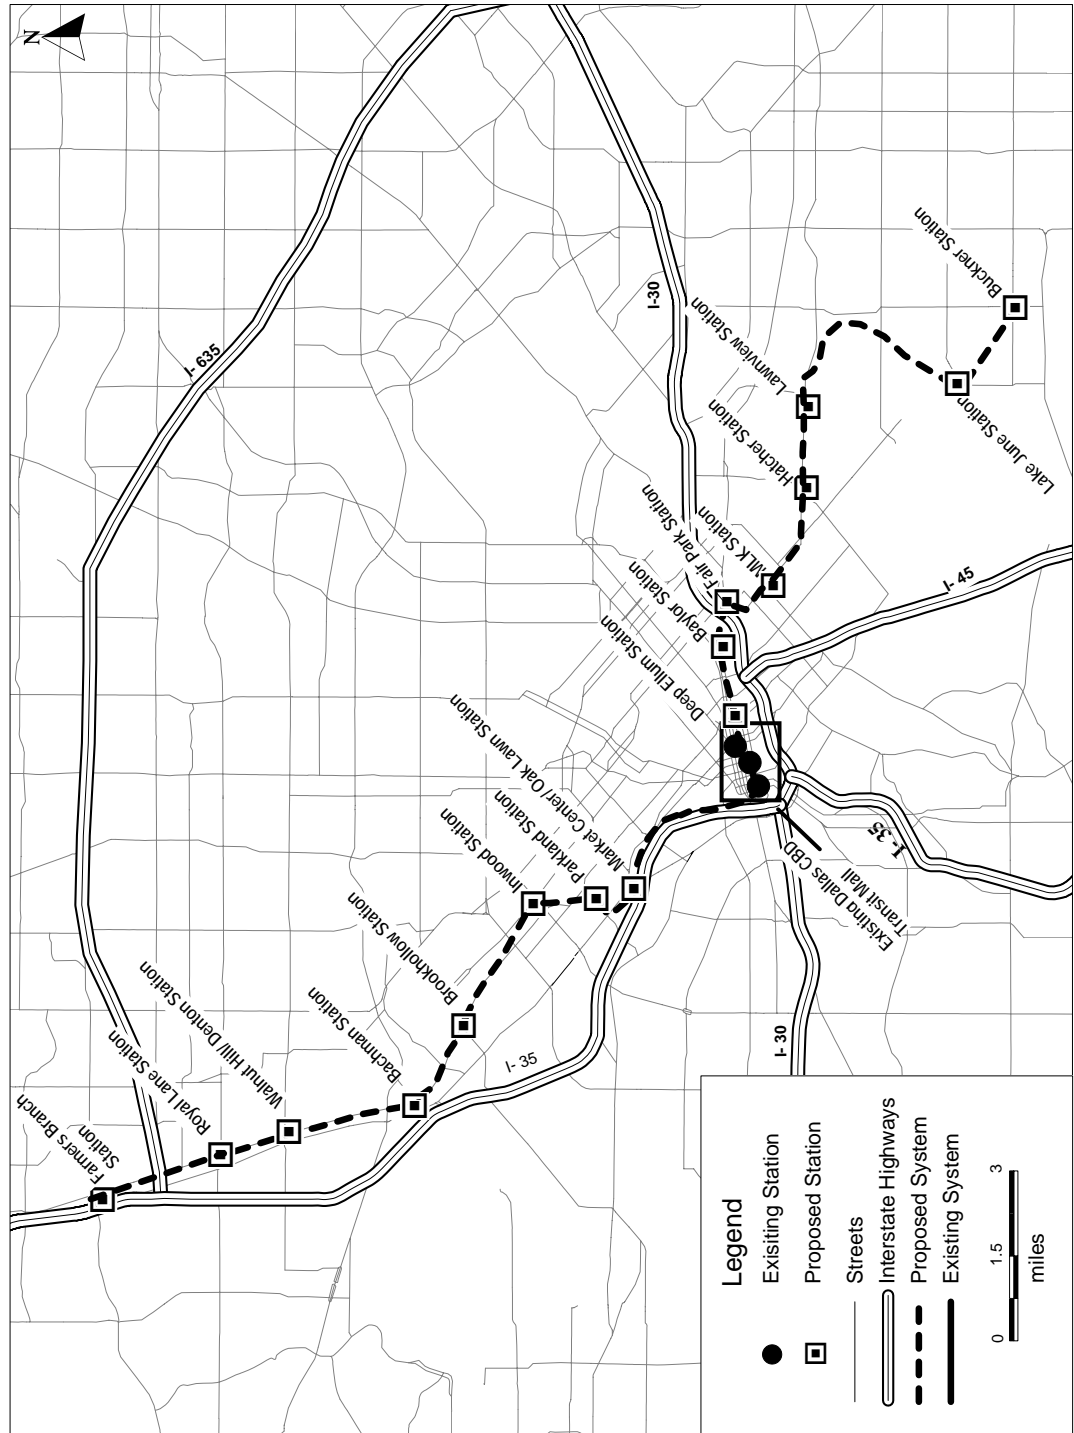 N
I- 635
I-30
Buckner Station
Lawnview Station
Hatcher Station
Lake June Station
Fair Park Station
MLK Station
Baylor Station
Deep Ellum Station
I- 45
Market Center/ Oak Lawn Station
Parkland Station
Inwood Station
Brookhollow Station
Bachman Station
Walnut Hill/ Denton Station
Royal Lane Station
Farmers Branch
Station
I- 35
I- 35
Existing Dallas CBD
Transit Mall
I- 30
Legend
Exisiting Station
Proposed Station
Streets
Interstate Highways
Proposed System
Existing System
0 1.5 3
miles